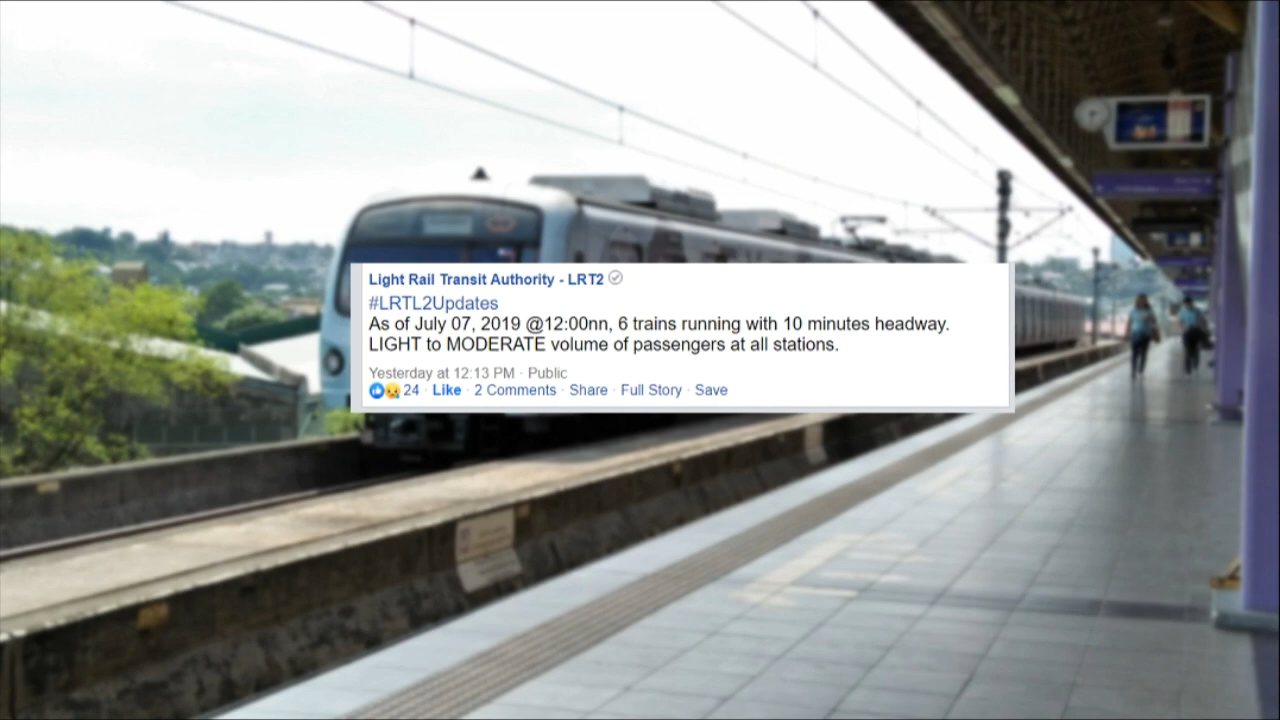 Light Rail Transit Authority - LRT2
#LRTL2Updates
As of July 07, 2019 @12:00nn, 6 trains running with 10 minutes headway.
LIGHT to MODERATE volume of passengers at all stations.
Yesterday at 12:13 PM · Public
24 · Like · 2 Comments · Share · Full Story · Save